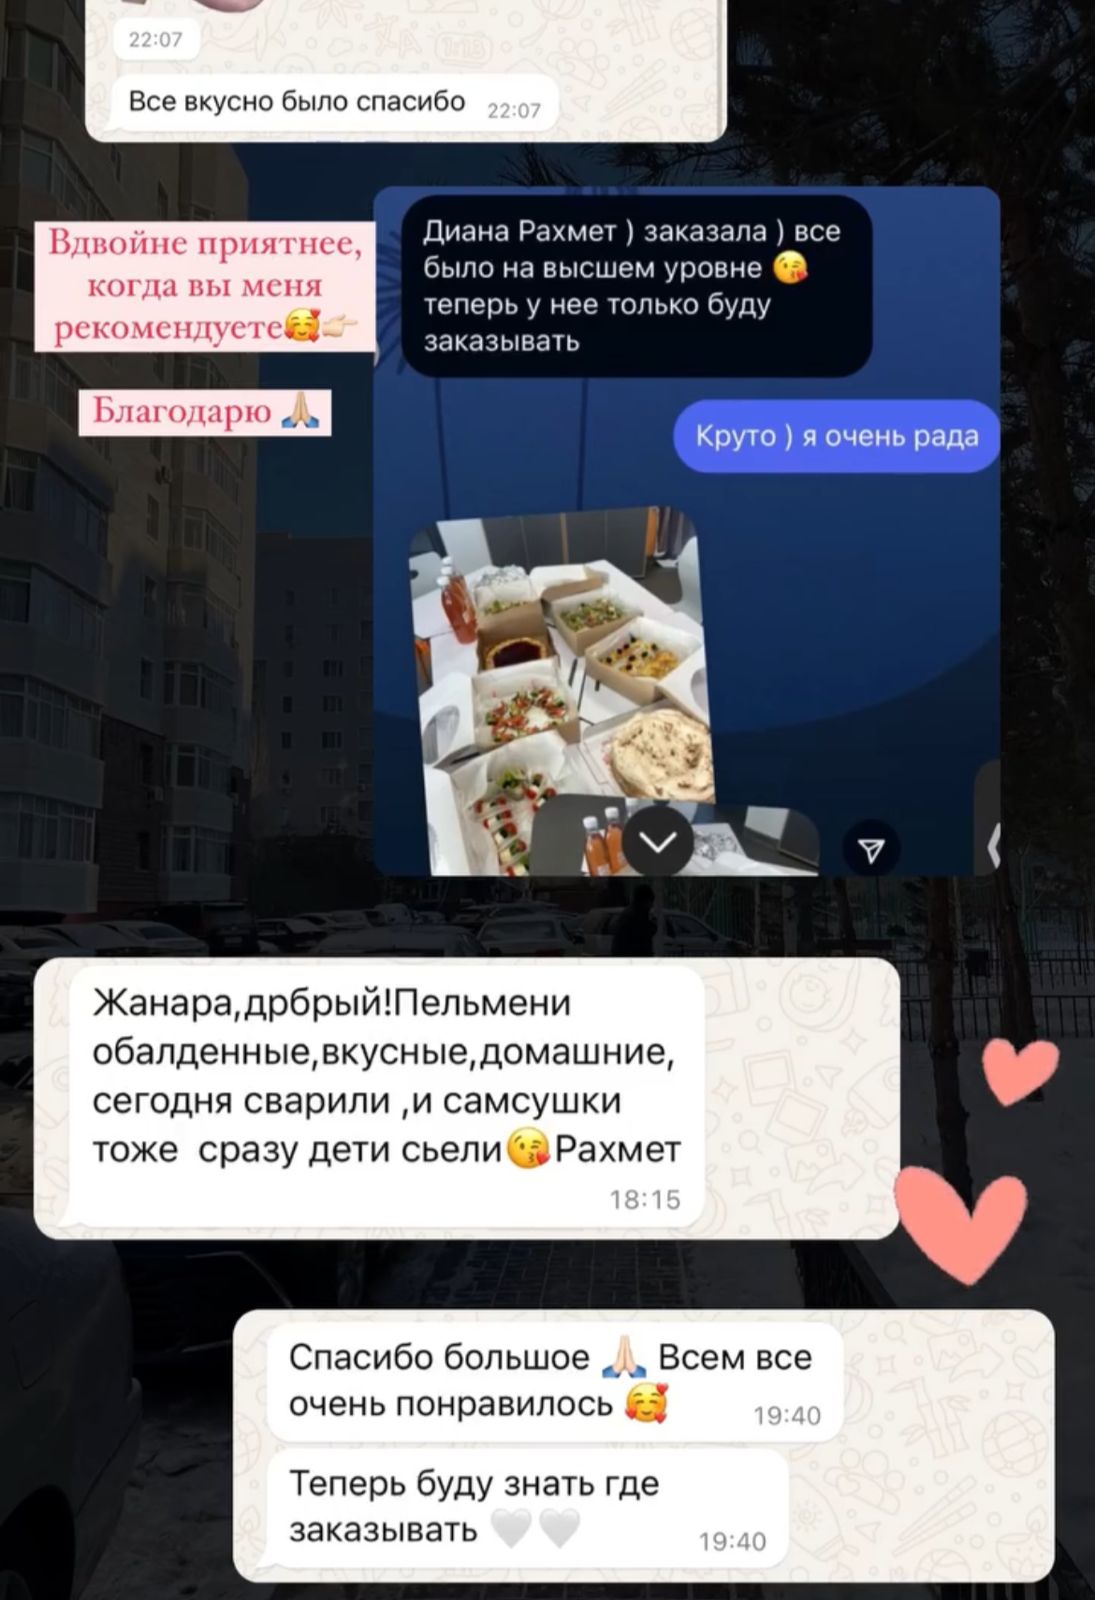 22:07
Все вкусно было спасибо 22:07
Вдвойне приятнее,
когда вы меня
рекомендуете🥰👉🏻
Благодарю 🙏🏻
Диана Рахмет ) заказала ) все
было на высшем уровне 😘
теперь у нее только буду
заказывать
Круто ) я очень рада
Жанара,дрбрый!Пельмени
обалденные,вкусные,домашние,
сегодня сварили ,и самсушки
тоже сразу дети сьели😘Рахмет
18:15
Спасибо большое 🙏🏻 Всем все
очень понравилось 🥰 19:40
Теперь буду знать где
заказывать 🤍🤍 19:40